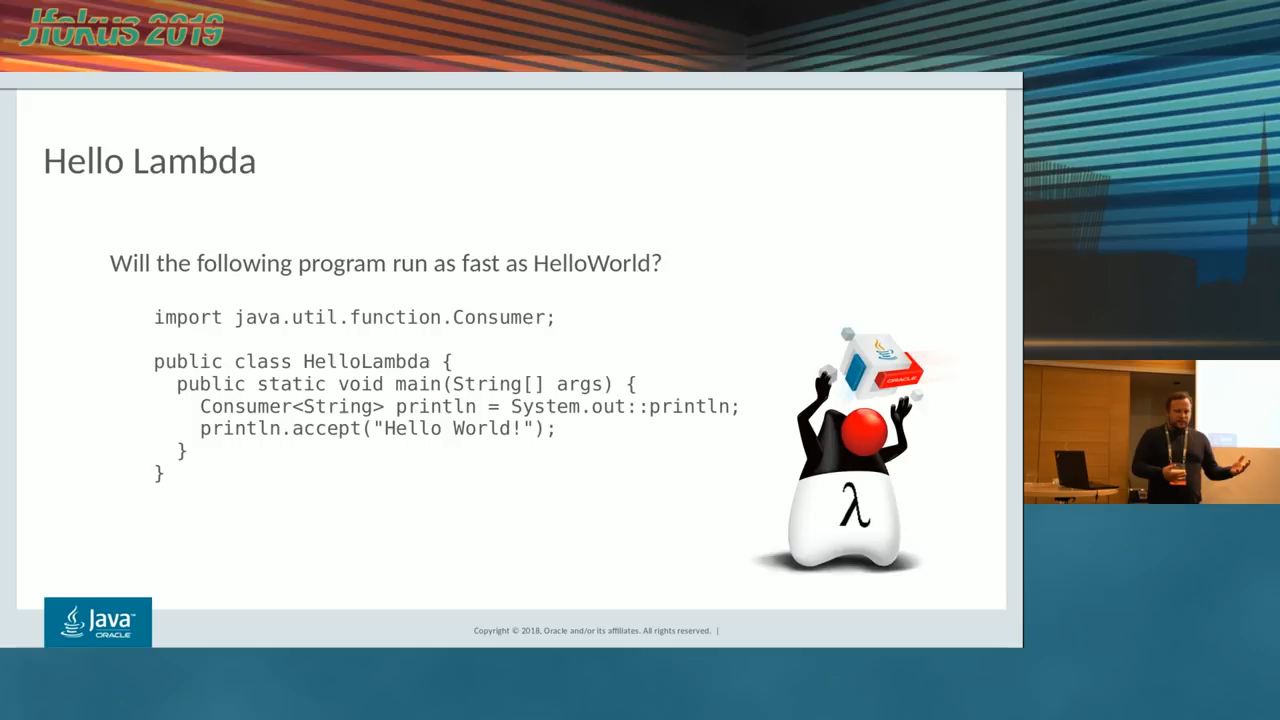 Jfokus 2019
Hello Lambda
Will the following program run as fast as HelloWorld?
import java.util.function.Consumer;
public class HelloLambda {
public static void main(String[] args) {
Consumer<String> println = System.out::println;
println.accept("Hello World!");
}
}
ORACLE
λ
Java™
ORACLE
Copyright © 2018, Oracle and/or its affiliates. All rights reserved. |